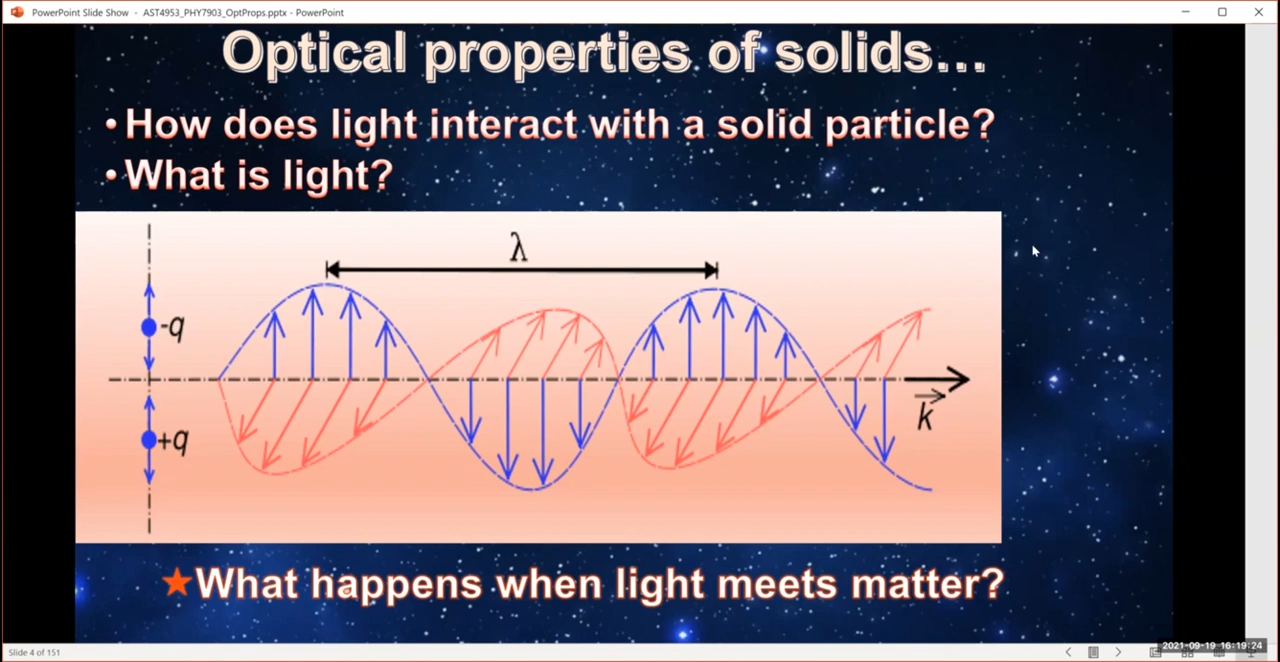 PowerPoint Slide Show - AST4953_PHY7903_OptProps.pptx - PowerPoint
Optical properties of solids...
• How does light interact with a solid particle?
• What is light?
λ
-q
+q
k
★What happens when light meets matter?
Slide 4 of 151
2021-09-19 16:19:24